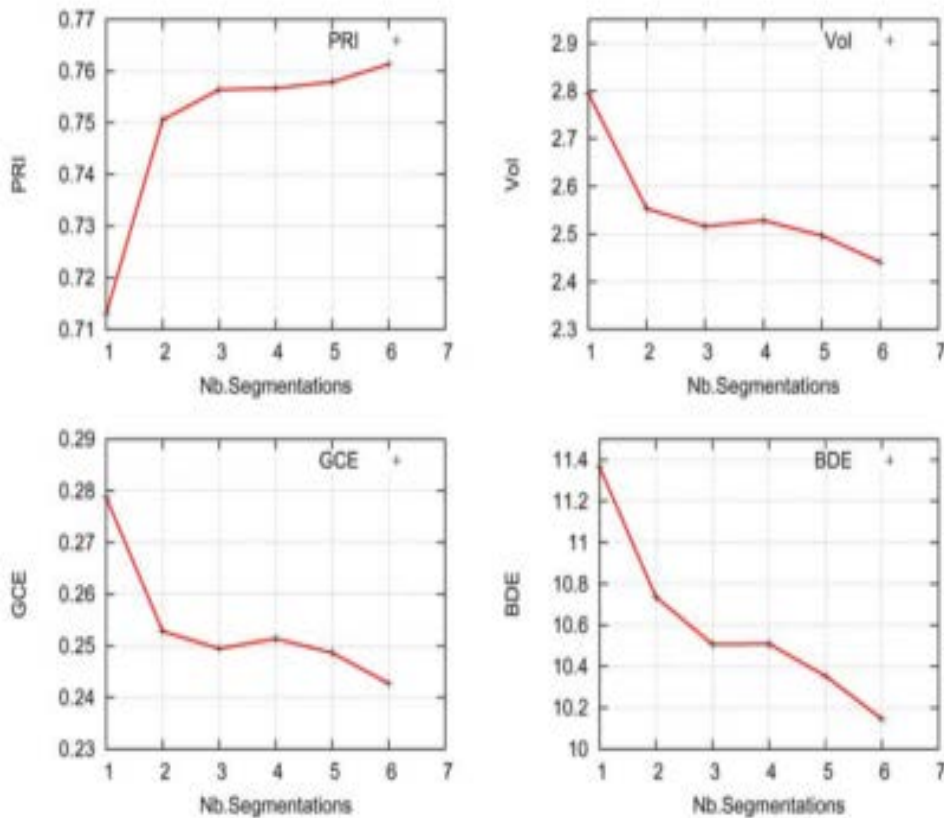 0.77
0.76
0.75
0.74
0.73
0.72
0.71
PRI
PRI
1 2 3 4 5 6 7
Nb.Segmentations
2.9
2.8
2.7
2.6
2.5
2.4
2.3
VoI
VoI
1 2 3 4 5 6 7
Nb.Segmentations
0.29
0.28
0.27
0.26
0.25
0.24
0.23
GCE
GCE
1 2 3 4 5 6 7
Nb.Segmentations
11.4
11.2
11
10.8
10.6
10.4
10.2
10
BDE
BDE
1 2 3 4 5 6 7
Nb.Segmentations